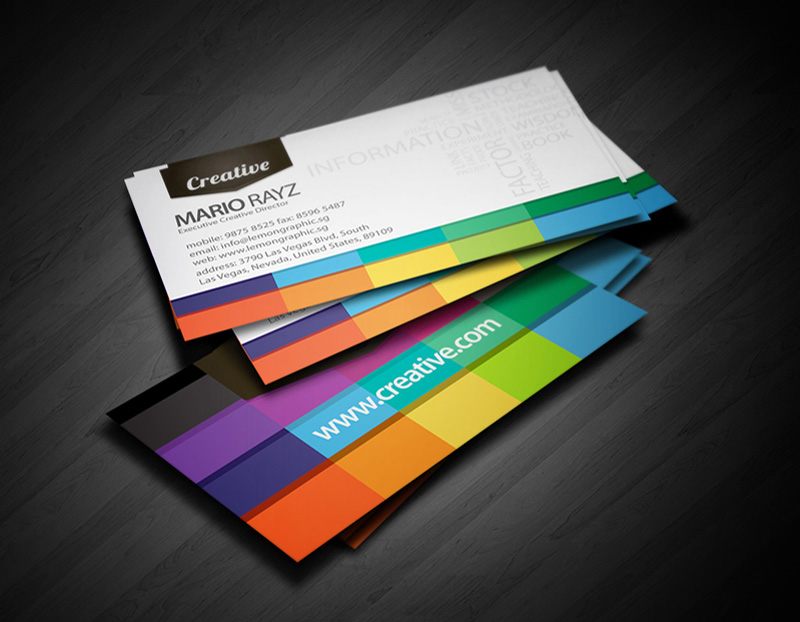 Creative
MARIO RAYZ
Executive Creative Director
mobile: 9875 8525 fax: 8596 5487
email: info@lemongraphic.sg
web: www.lemongraphic.sg
address: 3790 Las Vegas Blvd, South
Las Vegas, Nevada, United States, 89109
INFORMATION
STOCK
WISDOM
FACTOR
BOOK
www.creative.com